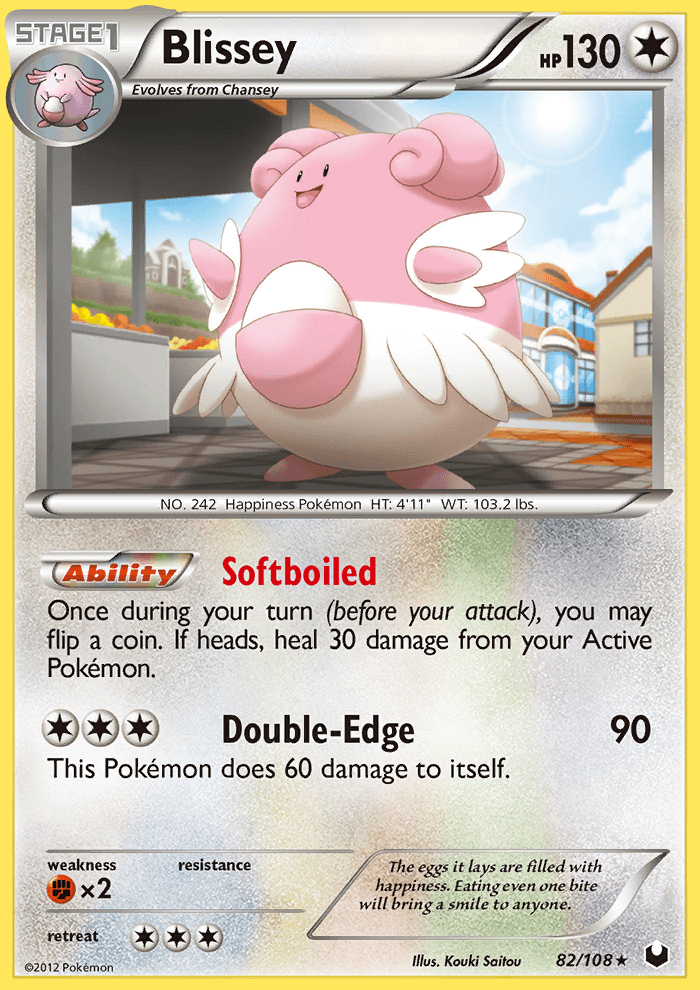 STAGE1
Blissey
HP130
Evolves from Chansey
NO. 242 Happiness Pokémon HT: 4'11" WT: 103.2 lbs.
Ability Softboiled
Once during your turn (before your attack), you may
flip a coin. If heads, heal 30 damage from your Active
Pokémon.
Double-Edge 90
This Pokémon does 60 damage to itself.
weakness resistance
×2
retreat
The eggs it lays are filled with
happiness. Eating even one bite
will bring a smile to anyone.
©2012 Pokémon
Illus. Kouki Saitou 82/108★